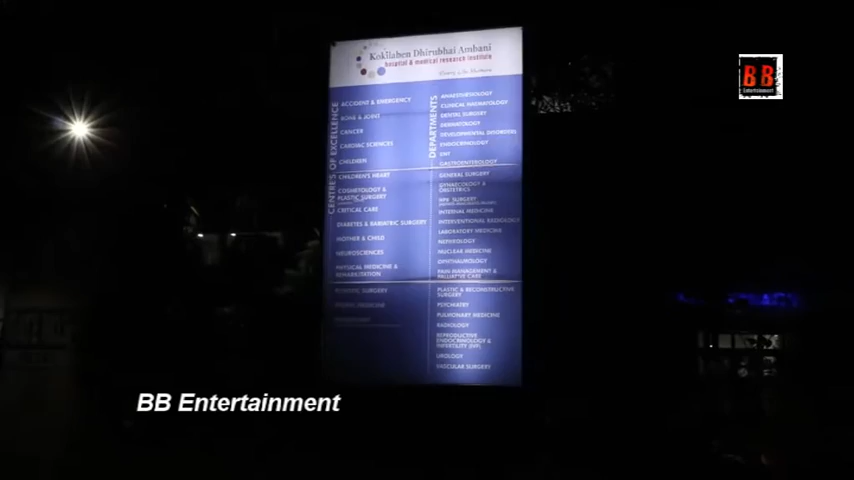 Kokilaben Dhirubhai Ambani
hospital & medical research institute
BB
Entertainment
CENTRES OF EXCELLENCE
ACCIDENT & EMERGENCY
BONE & JOINT
CANCER
CARDIAC SCIENCES
CHILDREN
CHILDREN'S HEART
COSMETOLOGY &
PLASTIC SURGERY
CRITICAL CARE
DIABETES & BARIATRIC SURGERY
MOTHER & CHILD
NEUROSCIENCES
PHYSICAL MEDICINE &
REHABILITATION
DEPARTMENTS
ANAESTHESIOLOGY
CLINICAL HAEMATOLOGY
DENTAL SURGERY
DERMATOLOGY
DEVELOPMENTAL DISORDERS
ENDOCRINOLOGY
ENT
GASTROENTEROLOGY
GENERAL SURGERY
GYNAECOLOGY &
OBSTETRICS
SURGERY
INTERNAL MEDICINE
INTERVENTIONAL RADIOLOGY
LABORATORY MEDICINE
NEPHROLOGY
NUCLEAR MEDICINE
OPHTHALMOLOGY
PAIN MANAGEMENT &
PALLIATIVE CARE
PLASTIC & RECONSTRUCTIVE
SURGERY
PSYCHIATRY
PULMONARY MEDICINE
RADIOLOGY
REPRODUCTIVE
ENDOCRINOLOGY &
INFERTILITY (IVF)
UROLOGY
VASCULAR SURGERY
BB Entertainment